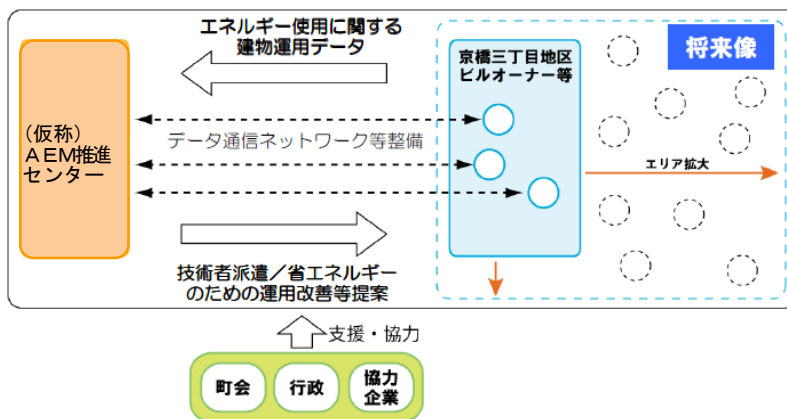 エネルギー使用に関する
建物運用データ
京橋三丁目地区
ビルオーナー等
将来像
（仮称）
ＡＥＭ推進
センター
データ通信ネットワーク等整備
エリア拡大
技術者派遣／省エネルギー
のための運用改善等提案
支援・協力
町会
行政
協力
企業